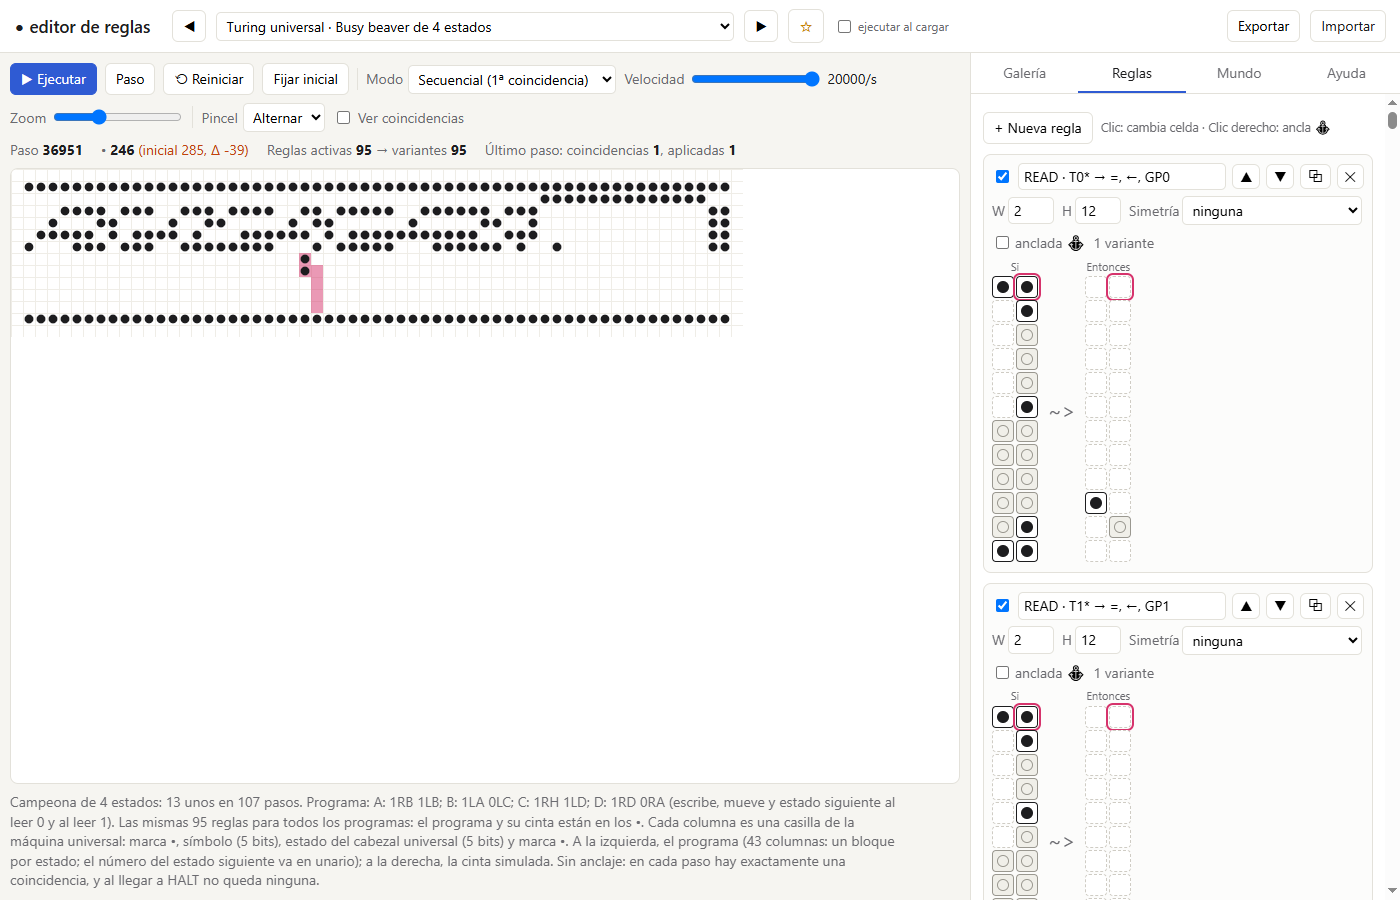 • editor de reglas
◀
Turing universal · Busy beaver de 4 estados
▶
☆
ejecutar al cargar
Exportar
Importar
▶ Ejecutar
Paso
Reiniciar
Fijar inicial
Modo
Secuencial (1ª coincidencia)
Velocidad
20000/s
Zoom
Pincel
Alternar
Ver coincidencias
Paso 36951 • 246 (inicial 285, Δ -39) Reglas activas 95 → variantes 95 Último paso: coincidencias 1, aplicadas 1
Campeona de 4 estados: 13 unos en 107 pasos. Programa: A: 1RB 1LB; B: 1LA 0LC; C: 1RH 1LD; D: 1RD 0RA (escribe, mueve y estado siguiente al
leer 0 y al leer 1). Las mismas 95 reglas para todos los programas: el programa y su cinta están en los •. Cada columna es una casilla de la
máquina universal: marca •, símbolo (5 bits), estado del cabezal universal (5 bits) y marca •. A la izquierda, el programa (43 columnas: un bloque
por estado; el número del estado siguiente va en unario); a la derecha, la cinta simulada. Sin anclaje: en cada paso hay exactamente una
coincidencia, y al llegar a HALT no queda ninguna.
Galería
Reglas
Mundo
Ayuda
+ Nueva regla
Clic: cambia celda · Clic derecho: ancla
READ · T0* → =, ←, GP0
W 2 H 12 Simetría ninguna
anclada 1 variante
Si Entonces
~>
READ · T1* → =, ←, GP1
W 2 H 12 Simetría ninguna
anclada 1 variante
Si Entonces
~>